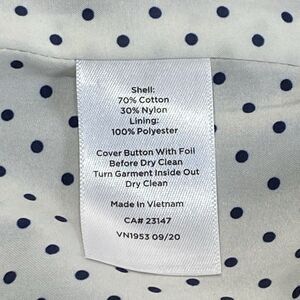 Shell:
70% Cotton
30% Nylon
Lining:
100% Polyester
Cover Button With Foil
Before Dry Clean
Turn Garment Inside Out
Dry Clean
Made in Vietnam
CA# 23147
VN1953 09/20